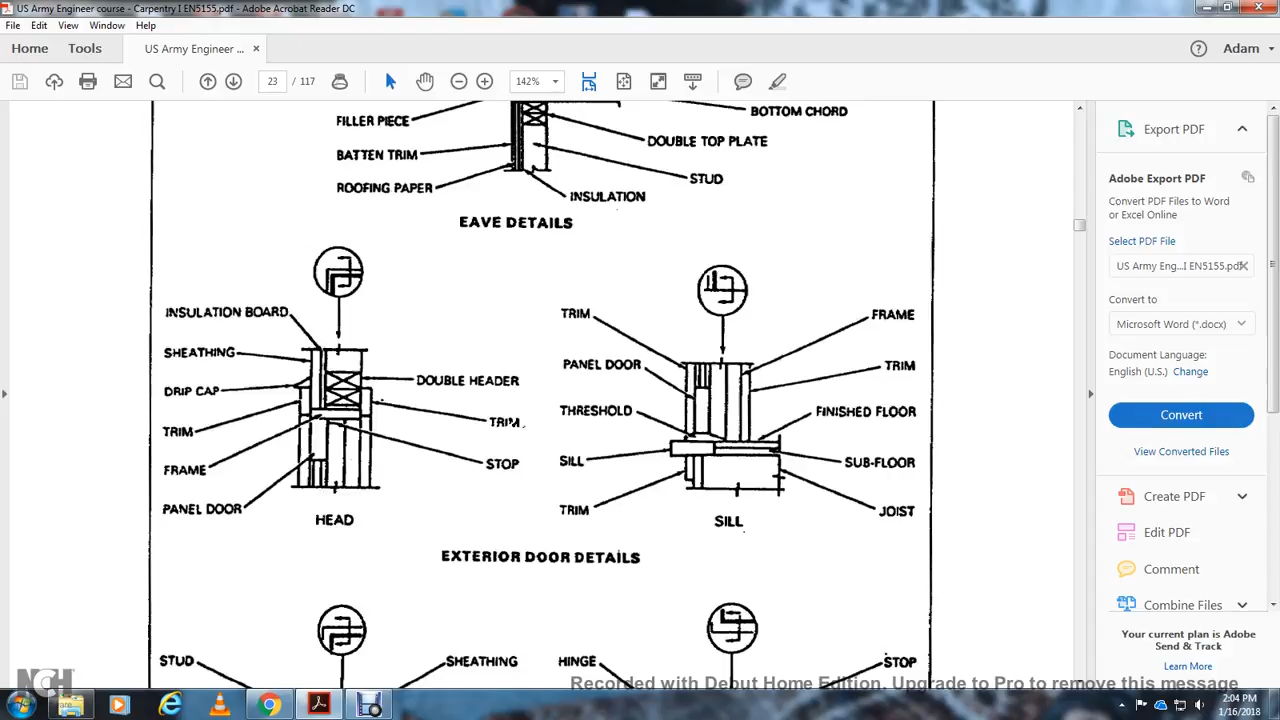 US Army Engineer course - Carpentry I EN5155.pdf - Adobe Acrobat Reader DC
File Edit View Window Help
Home Tools US Army Engineer ... × Adam
23 / 117 142%
BOTTOM CHORD
FILLER PIECE
DOUBLE TOP PLATE
BATTEN TRIM
STUD
ROOFING PAPER
INSULATION
EAVE DETAILS
INSULATION BOARD
SHEATHING
DRIP CAP
DOUBLE HEADER
TRIM
TRIM
FRAME
STOP
PANEL DOOR
HEAD
TRIM
FRAME
PANEL DOOR
TRIM
THRESHOLD
FINISHED FLOOR
SILL
SUB-FLOOR
TRIM
JOIST
SILL
EXTERIOR DOOR DETAILS
STUD
SHEATHING
HINGE
STOP
Export PDF
Adobe Export PDF
Convert PDF Files to Word
or Excel Online
Select PDF File
US Army Eng...I EN5155.pdf
Convert to
Microsoft Word (*.docx)
Document Language:
English (U.S.) Change
Convert
View Converted Files
Create PDF
Edit PDF
Comment
Combine Files
Your current plan is Adobe
Send & Track
Learn More
NCH
Recorded with Debut Home Edition. Upgrade to Pro to remove this message
2:04 PM
1/16/2018